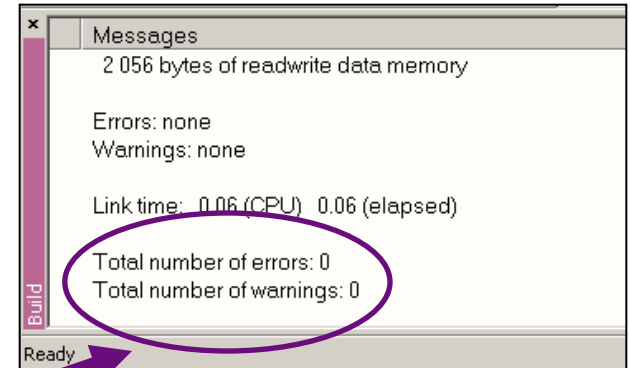 ×
Messages
2 056 bytes of readwrite data memory
Errors: none
Warnings: none
Link time: 0.06 (CPU) 0.06 (elapsed)
Total number of errors: 0
Total number of warnings: 0
Build
Ready